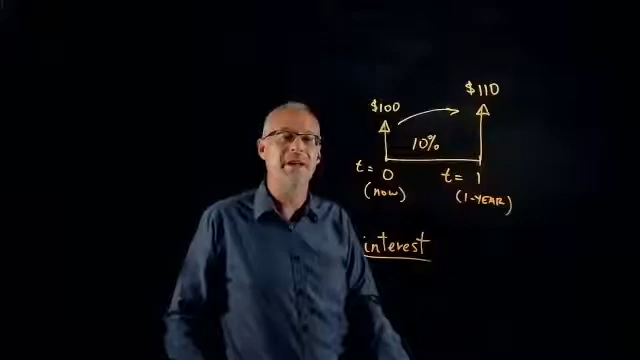 $110
$100
10%
t = 0 t = 1
(NOW) (1-YEAR)
interest